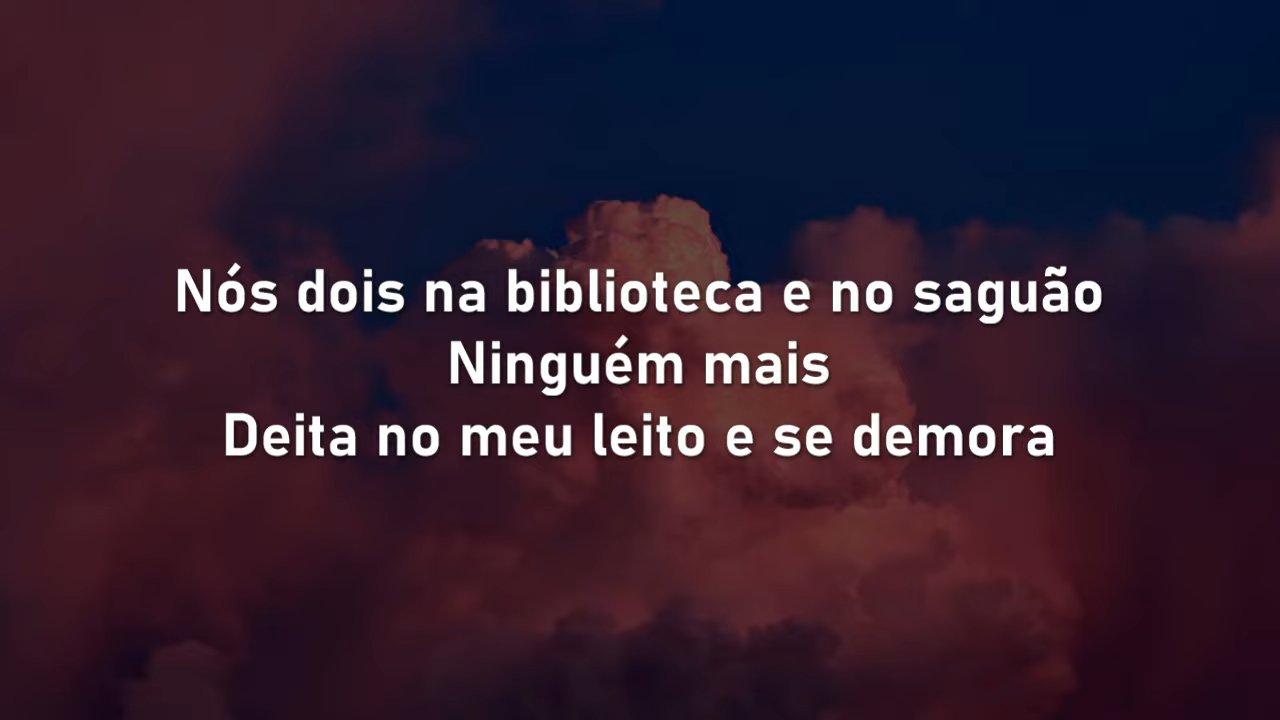 Nós dois na biblioteca e no saguão
Ninguém mais
Deita no meu leito e se demora